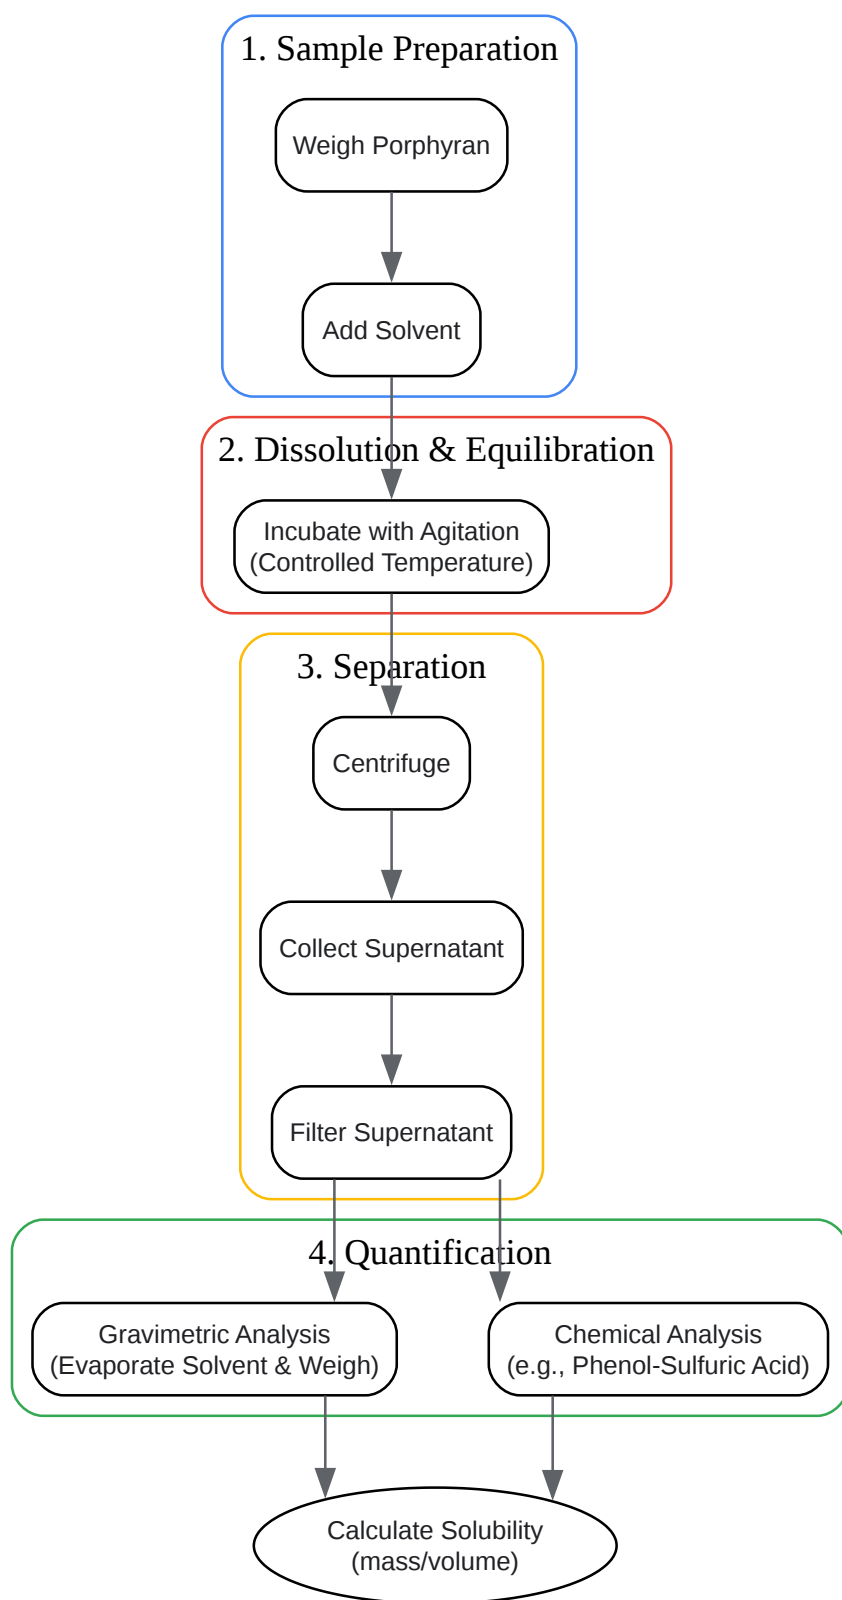 1. Sample Preparation
Weigh Porphyran
Add Solvent
2. Dissolution & Equilibration
Incubate with Agitation
(Controlled Temperature)
3. Separation
Centrifuge
Collect Supernatant
Filter Supernatant
4. Quantification
Gravimetric Analysis
(Evaporate Solvent & Weigh)
Chemical Analysis
(e.g., Phenol-Sulfuric Acid)
Calculate Solubility
(mass/volume)